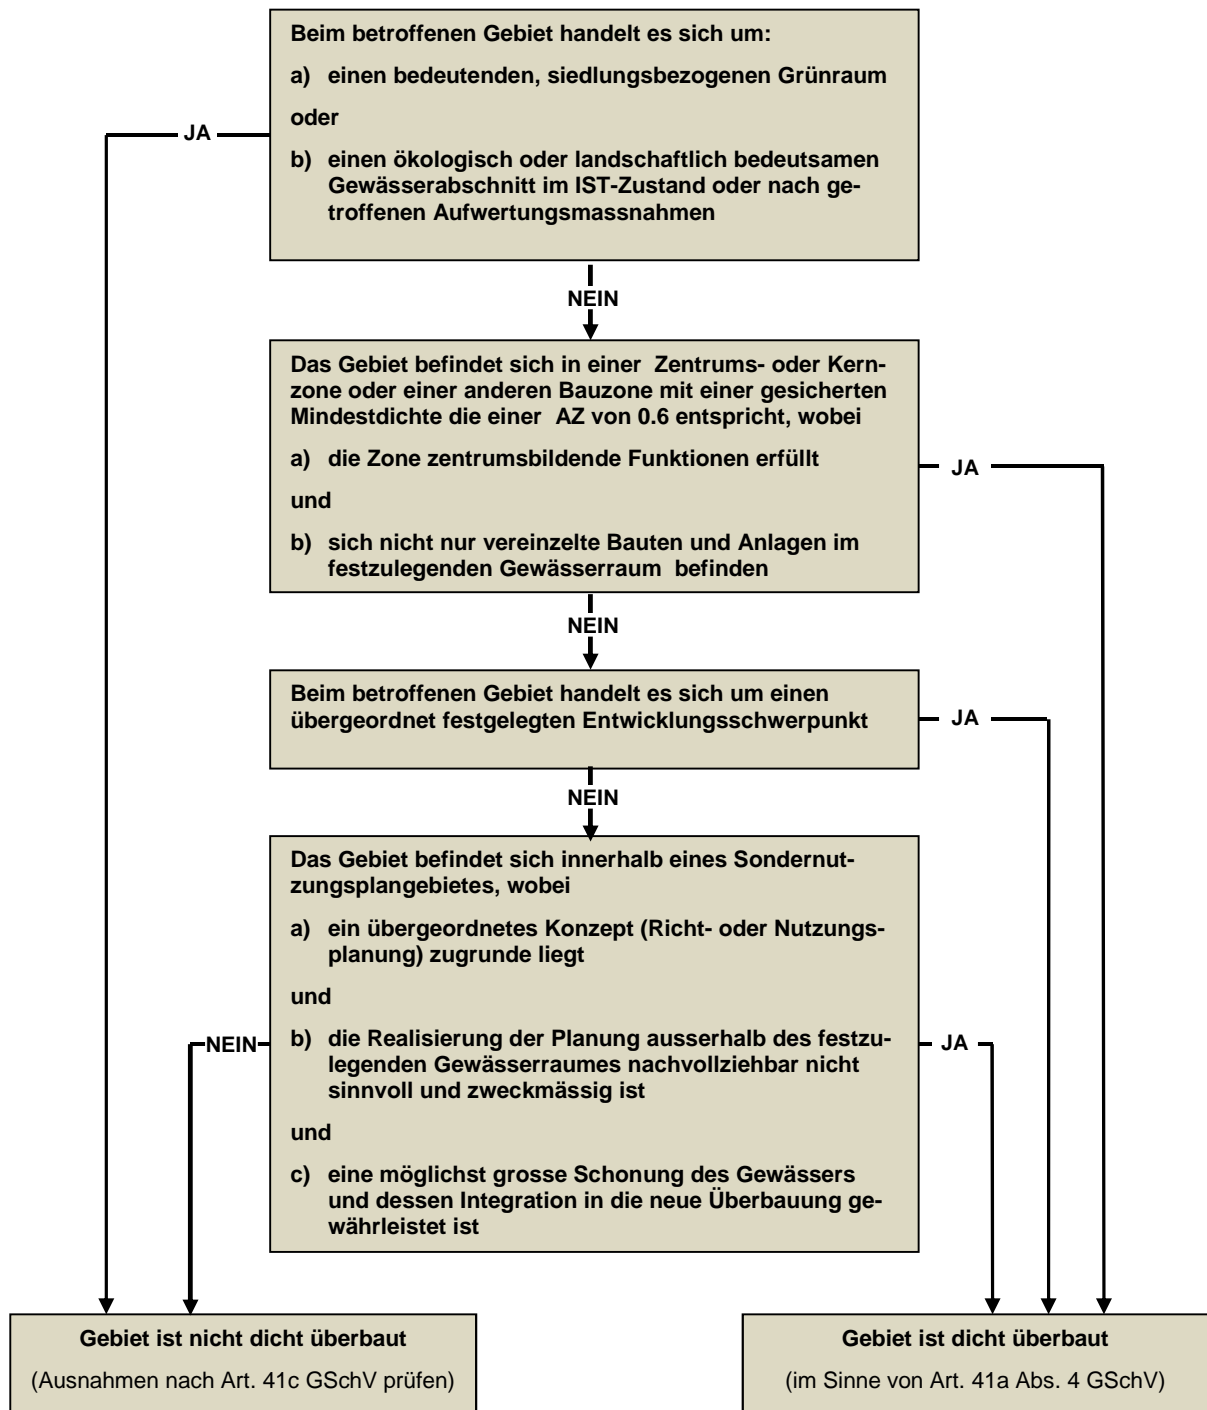 Beim betroffenen Gebiet handelt es sich um:
a) einen bedeutenden, siedlungsbezogenen Grünraum
oder
b) einen ökologisch oder landschaftlich bedeutsamen
Gewässerabschnitt im IST-Zustand oder nach ge-
troffenen Aufwertungsmassnahmen
JA
NEIN
Das Gebiet befindet sich in einer Zentrums- oder Kern-
zone oder einer anderen Bauzone mit einer gesicherten
Mindestdichte die einer AZ von 0.6 entspricht, wobei
a) die Zone zentrumsbildende Funktionen erfüllt
und
b) sich nicht nur vereinzelte Bauten und Anlagen im
festzulegenden Gewässerraum befinden
JA
NEIN
Beim betroffenen Gebiet handelt es sich um einen
übergeordnet festgelegten Entwicklungsschwerpunkt
JA
NEIN
Das Gebiet befindet sich innerhalb eines Sondernut-
zungsplangebietes, wobei
a) ein übergeordnetes Konzept (Richt- oder Nutzungs-
planung) zugrunde liegt
und
b) die Realisierung der Planung ausserhalb des festzu-
legenden Gewässerraumes nachvollziehbar nicht
sinnvoll und zweckmässig ist
und
c) eine möglichst grosse Schonung des Gewässers
und dessen Integration in die neue Überbauung ge-
währleistet ist
NEIN
JA
Gebiet ist nicht dicht überbaut
(Ausnahmen nach Art. 41c GSchV prüfen)
Gebiet ist dicht überbaut
(im Sinne von Art. 41a Abs. 4 GSchV)